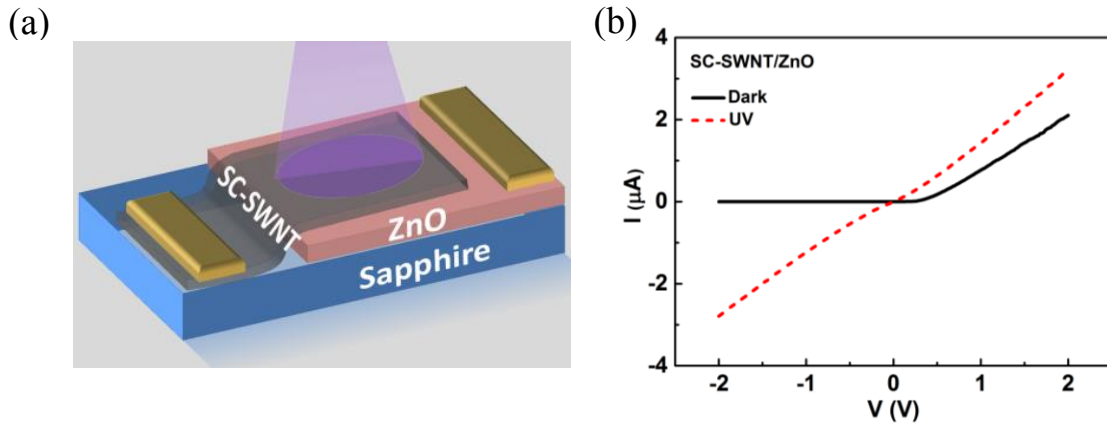 (a)
SC-SWNT
ZnO
Sapphire
(b)
SC-SWNT/ZnO
Dark
UV
I (µA)
4
2
0
-2
-4
-2
-1
0
1
2
V (V)